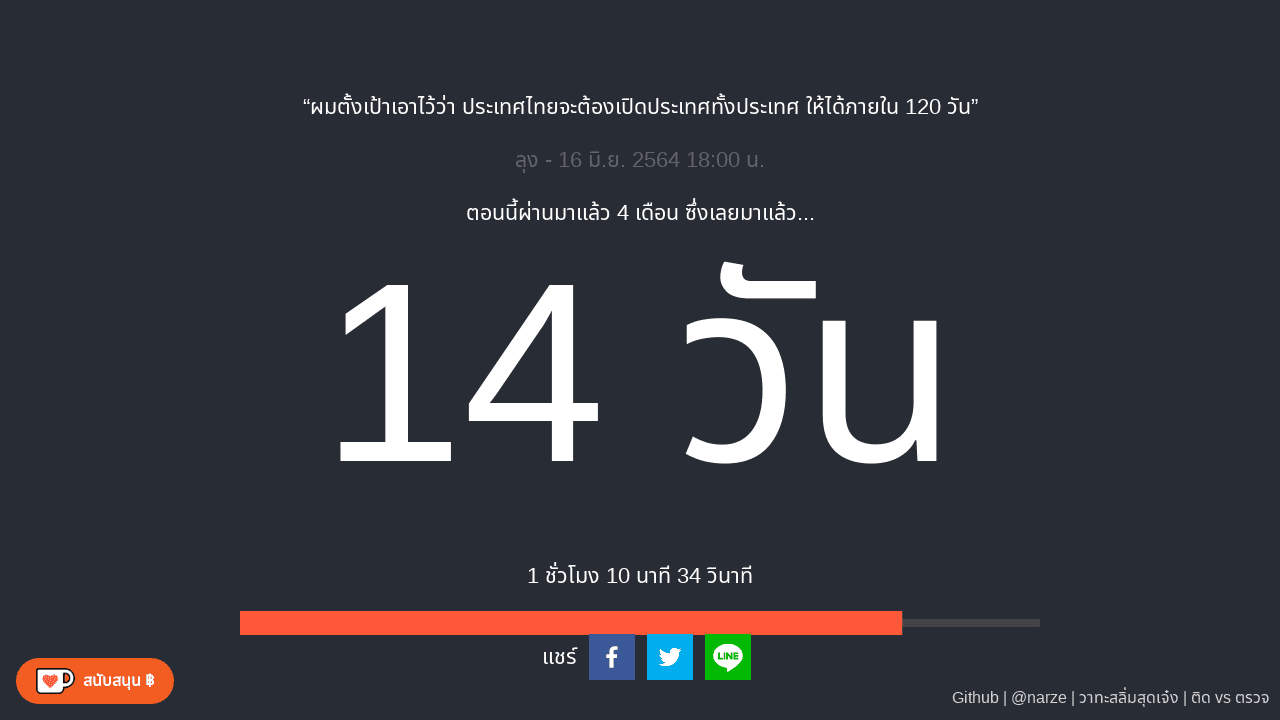 “ผมตั้งเป้าเอาไว้ว่า ประเทศไทยจะต้องเปิดประเทศทั้งประเทศ ให้ได้ภายใน 120 วัน”
ลุง - 16 มิ.ย. 2564 18:00 น.
ตอนนี้ผ่านมาแล้ว 4 เดือน ซึ่งเลยมาแล้ว...
14 วัน
1 ชั่วโมง 10 นาที 34 วินาที
แชร์
LINE
สนับสนุน ฿
Github | @narze | วาทะสลิ่มสุดเจ๋ง | ติด vs ตรวจ